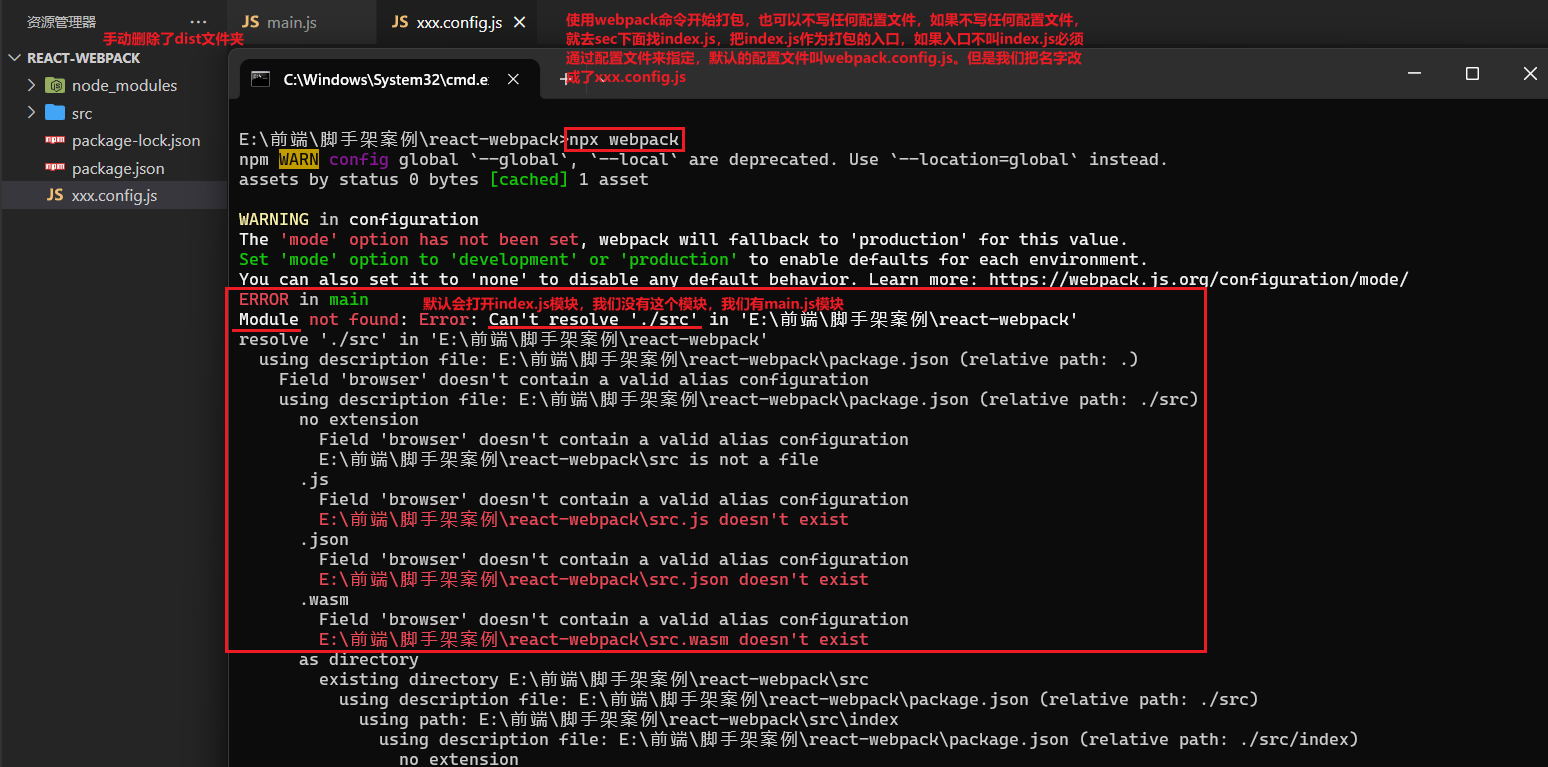 资源管理器 ···
JS main.js
JS xxx.config.js
手动删除了dist文件夹
使用webpack命令开始打包，也可以不写任何配置文件，如果不写任何配置文件，
就去sec下面找index.js，把index.js作为打包的入口，如果入口不叫index.js必须
通过配置文件来指定，默认的配置文件叫webpack.config.js。但是我们把名字改
成了xxx.config.js
REACT-WEBPACK
node_modules
src
npm package-lock.json
npm package.json
JS xxx.config.js
C:\Windows\System32\cmd.e
E:\前端\脚手架案例\react-webpack>npx webpack
npm WARN config global `--global`, `--local` are deprecated. Use `--location=global` instead.
assets by status 0 bytes [cached] 1 asset
WARNING in configuration
The 'mode' option has not been set, webpack will fallback to 'production' for this value.
Set 'mode' option to 'development' or 'production' to enable defaults for each environment.
You can also set it to 'none' to disable any default behavior. Learn more: https://webpack.js.org/configuration/mode/
ERROR in main
默认会打开index.js模块，我们没有这个模块，我们有main.js模块
Module not found: Error: Can't resolve './src' in 'E:\前端\脚手架案例\react-webpack'
resolve './src' in 'E:\前端\脚手架案例\react-webpack'
using description file: E:\前端\脚手架案例\react-webpack\package.json (relative path: .)
Field 'browser' doesn't contain a valid alias configuration
using description file: E:\前端\脚手架案例\react-webpack\package.json (relative path: ./src)
no extension
Field 'browser' doesn't contain a valid alias configuration
E:\前端\脚手架案例\react-webpack\src is not a file
.js
Field 'browser' doesn't contain a valid alias configuration
E:\前端\脚手架案例\react-webpack\src.js doesn't exist
.json
Field 'browser' doesn't contain a valid alias configuration
E:\前端\脚手架案例\react-webpack\src.json doesn't exist
.wasm
Field 'browser' doesn't contain a valid alias configuration
E:\前端\脚手架案例\react-webpack\src.wasm doesn't exist
as directory
existing directory E:\前端\脚手架案例\react-webpack\src
using description file: E:\前端\脚手架案例\react-webpack\package.json (relative path: ./src)
using path: E:\前端\脚手架案例\react-webpack\src\index
using description file: E:\前端\脚手架案例\react-webpack\package.json (relative path: ./src/index)
no extension